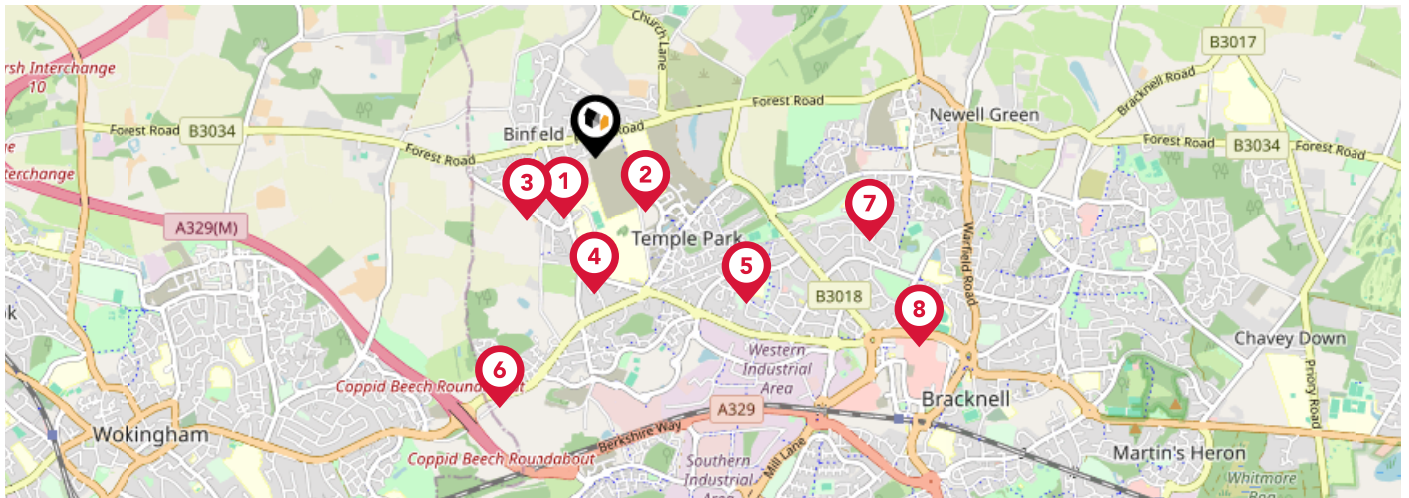 Church Lane
B3017
rsh Interchange
10
Bracknell Road
Forest Road
Newell Green
Forest Road
B3034
Binfield
Road
Forest Road
B3034
Forest Road
Forest Road
terchange
3
1
2
7
A329(M)
Temple Park
Warfield Road
4
5
B3018
8
Chavey Down
Western
Industrial
Area
6
Coppid Beech Round
ut
Priory Road
Bracknell
A329
Wokingham
Berkshire Way
Mill Lane
Coppid Beech Roundabout
Martin's Heron
Southern
Industrial
Area
Whitmore